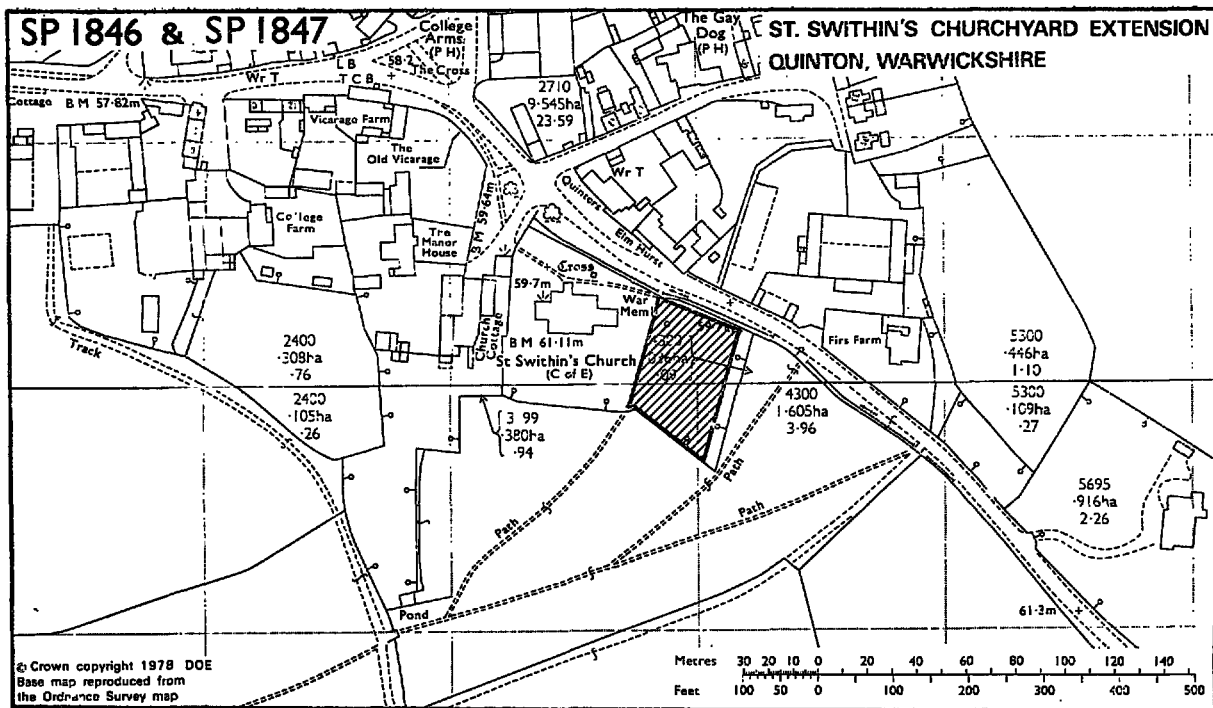 SP 1846 & SP 1847
ST. SWITHIN'S CHURCHYARD EXTENSION
QUINTON, WARWICKSHIRE
College
Arms
(P H)
The Gay
Dog
(P H)
58·2
The Cross
L B
T C B
Wr T
Cottage
B M 57·82m
2710
9·545ha
23·59
Vicarage Farm
The
Old Vicarage
Wr T
Quintors
Elm Hurst
B M 59·64m
College
Farm
The
Manor
House
Cross
59·7m
War
Mem
Church
Cottage
B M 61·11m
St Swithin's Church
(C of E)
Firs Farm
2400
·308ha
·76
2400
·105ha
·26
3 99
·380ha
·94
4300
1·605ha
3·96
5300
·446ha
1·10
5300
·109ha
·27
5695
·916ha
2·26
Track
Path
Path
Path
Pond
61·3m
© Crown copyright 1978 DOE
Base map reproduced from
the Ordnance Survey map
Metres 30 20 10 0 20 40 60 80 100 120 140
Feet 100 50 0 100 200 300 400 500